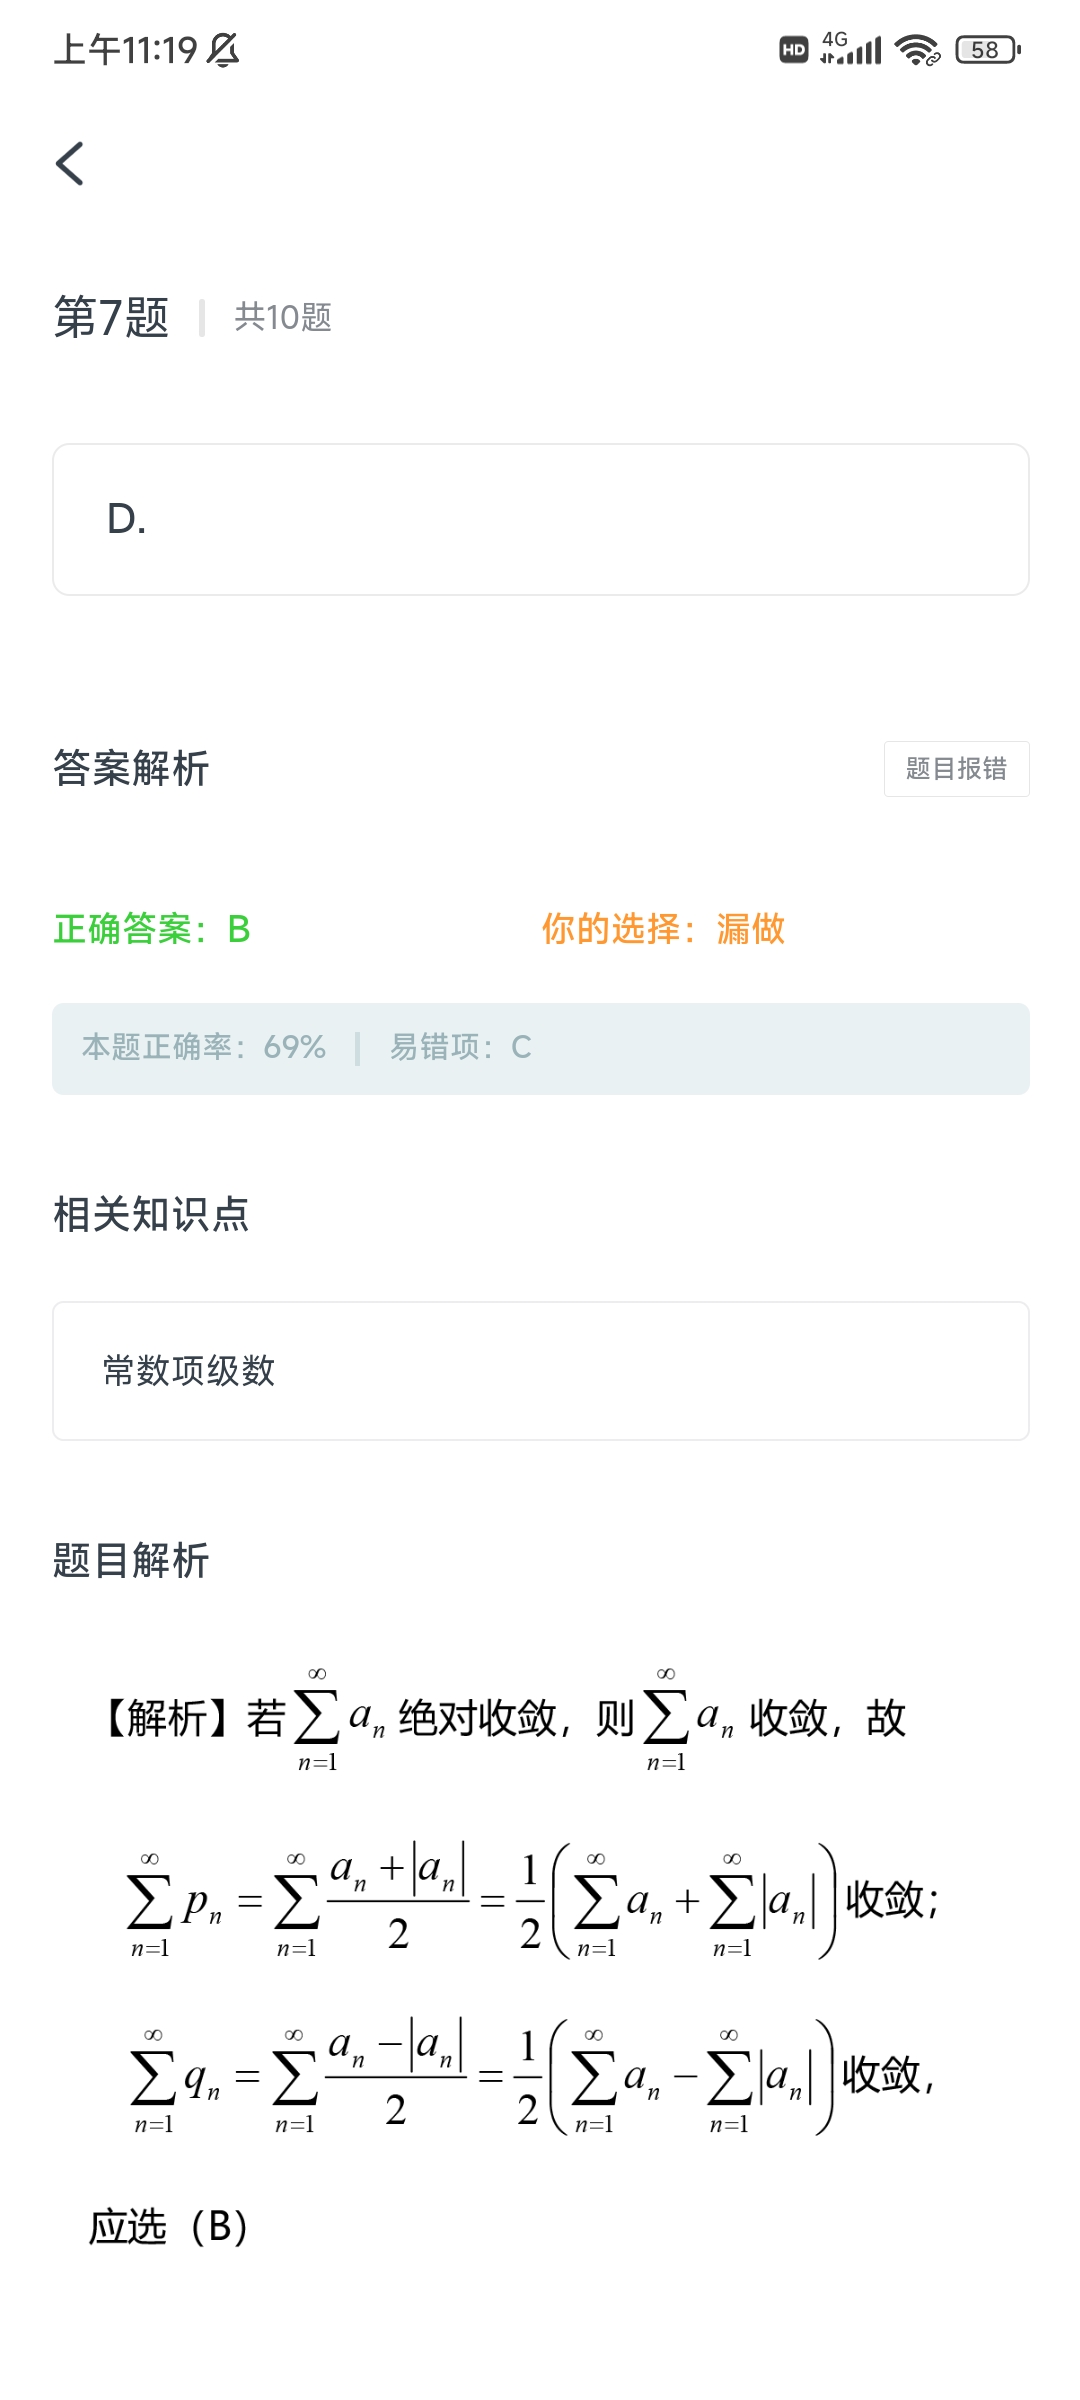 上午11:19 HD 4G 58
第7题 共10题
D.
答案解析 题目报错
正确答案：B 你的选择：漏做
本题正确率：69% 易错项：C
相关知识点
常数项级数
题目解析
【解析】若 $\sum_{n=1}^{\infty} a_n$ 绝对收敛，则 $\sum_{n=1}^{\infty} a_n$ 收敛，故
$\sum_{n=1}^{\infty} p_n = \sum_{n=1}^{\infty} \frac{a_n+|a_n|}{2} = \frac{1}{2}\left(\sum_{n=1}^{\infty} a_n + \sum_{n=1}^{\infty} |a_n|\right)$ 收敛；
$\sum_{n=1}^{\infty} q_n = \sum_{n=1}^{\infty} \frac{a_n-|a_n|}{2} = \frac{1}{2}\left(\sum_{n=1}^{\infty} a_n - \sum_{n=1}^{\infty} |a_n|\right)$ 收敛，
应选（B）